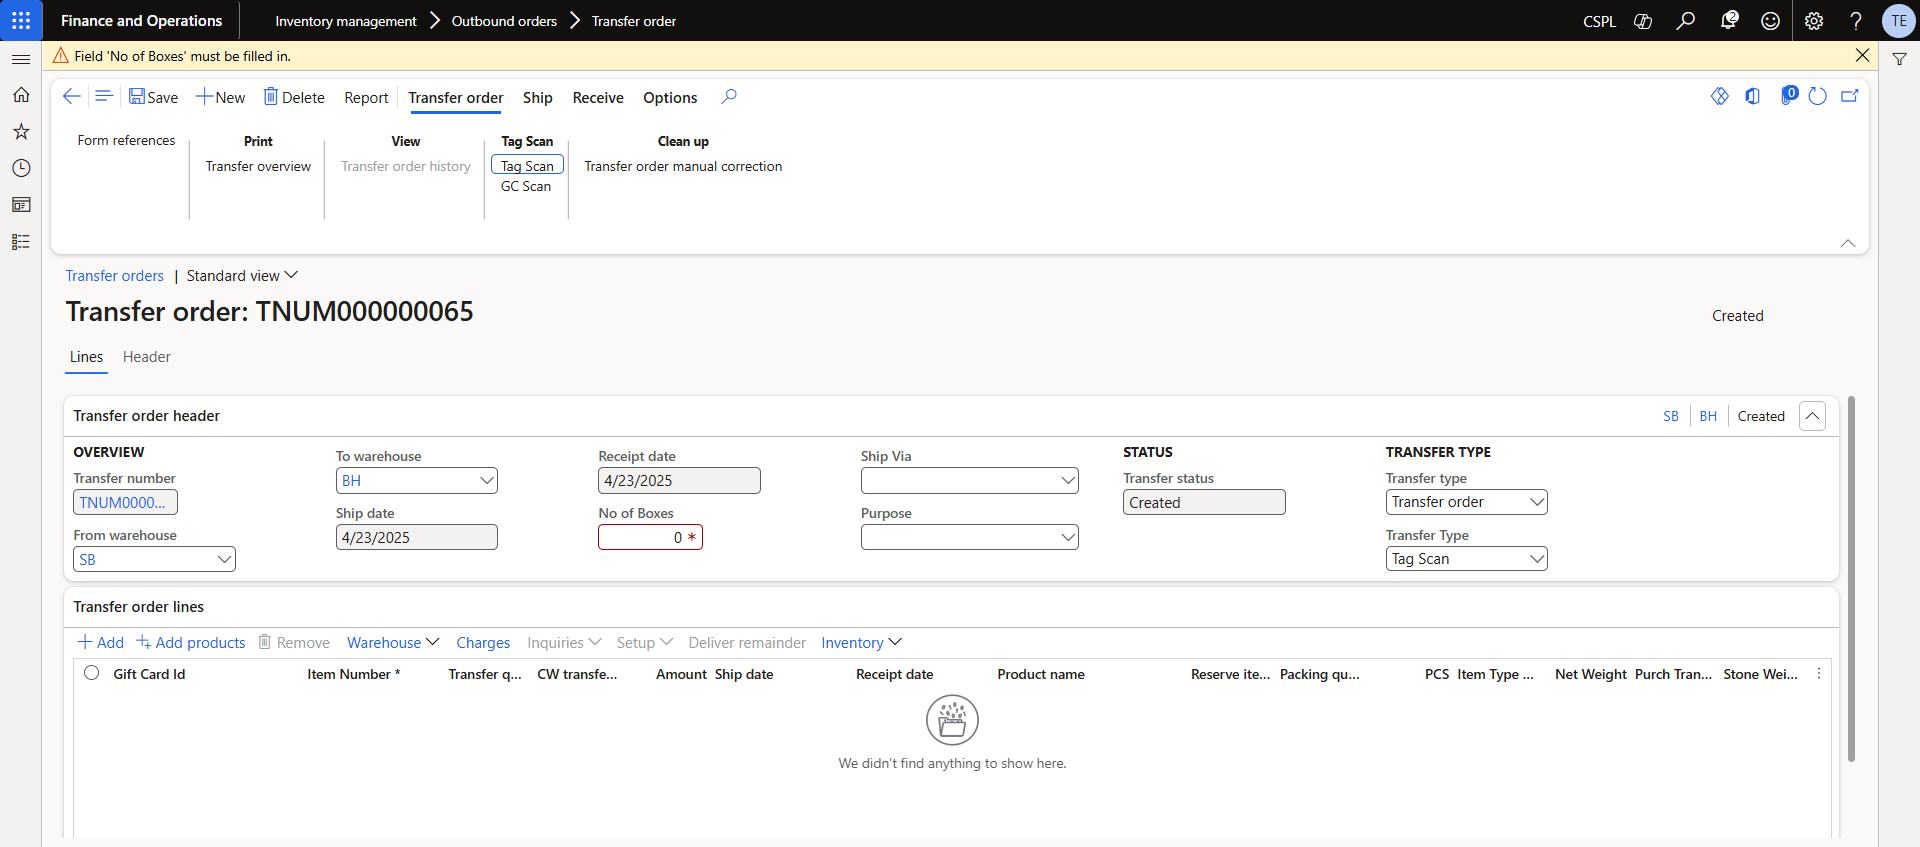 Finance and Operations
Inventory management
Outbound orders
Transfer order
CSPL
2
TE
Field 'No of Boxes' must be filled in.
Save
New
Delete
Report
Transfer order
Ship
Receive
Options
0
Form references
Print
Transfer overview
View
Transfer order history
Tag Scan
Tag Scan
GC Scan
Clean up
Transfer order manual correction
Transfer orders | Standard view
Transfer order: TNUM000000065
Created
Lines
Header
Transfer order header
SB
BH
Created
OVERVIEW
Transfer number
TNUM0000...
From warehouse
SB
To warehouse
BH
Ship date
4/23/2025
Receipt date
4/23/2025
No of Boxes
0 *
Ship Via
Purpose
STATUS
Transfer status
Created
TRANSFER TYPE
Transfer type
Transfer order
Transfer Type
Tag Scan
Transfer order lines
Add
Add products
Remove
Warehouse
Charges
Inquiries
Setup
Deliver remainder
Inventory
Gift Card Id
Item Number *
Transfer q...
CW transfe...
Amount
Ship date
Receipt date
Product name
Reserve ite...
Packing qu...
PCS
Item Type ...
Net Weight
Purch Tran...
Stone Wei...
We didn't find anything to show here.